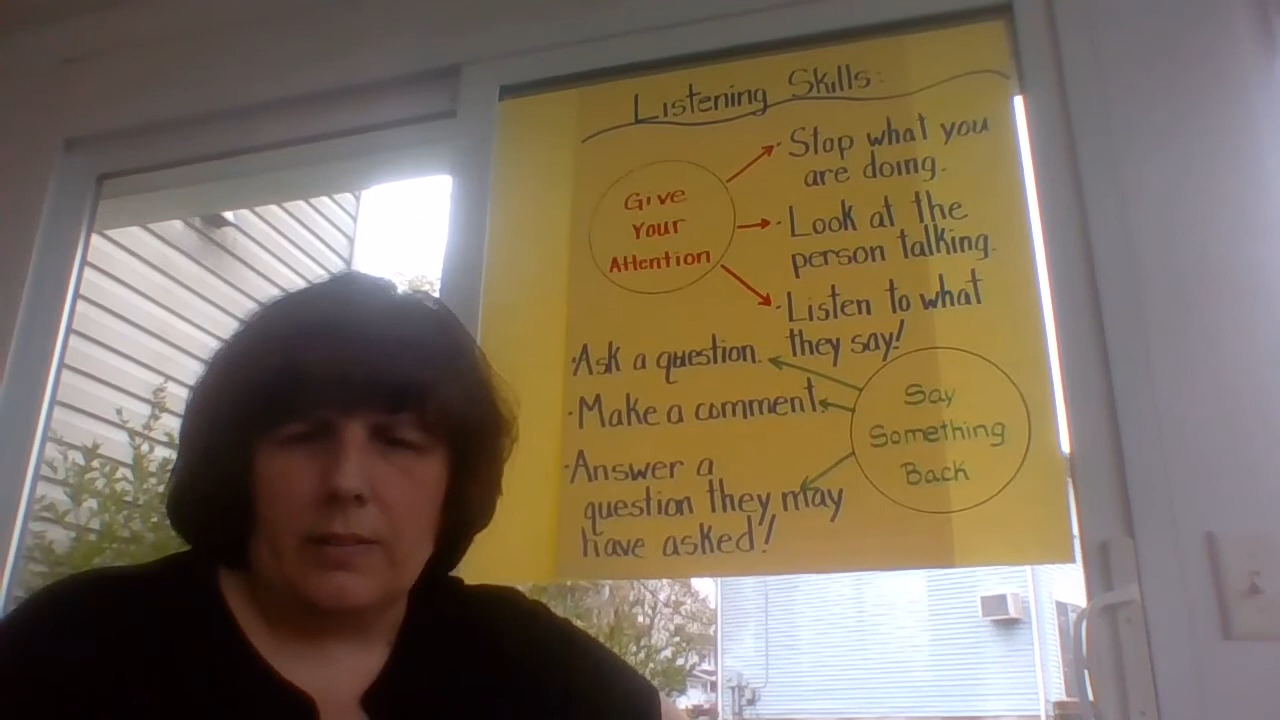 Listening Skills:
Give
Your
Attention
· Stop what you
are doing.
· Look at the
person talking.
· Listen to what
they say!
Say
Something
Back
· Ask a question.
· Make a comment.
· Answer a
question they may
have asked!